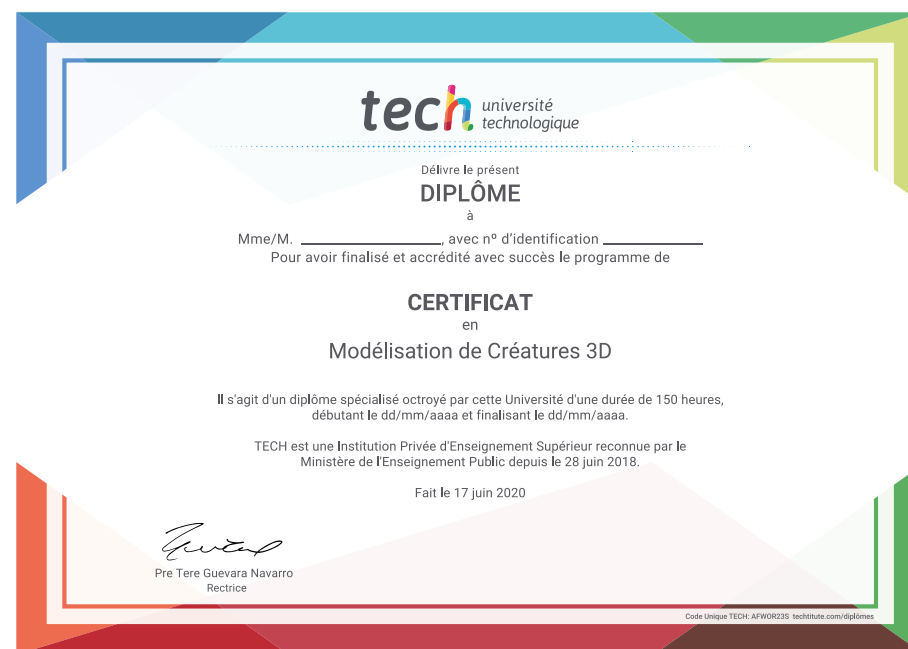 tech université
technologique
Délivre le présent
DIPLÔME
à
Mme/M. ____________________, avec nº d'identification ______________
Pour avoir finalisé et accrédité avec succès le programme de
CERTIFICAT
en
Modélisation de Créatures 3D
Il s'agit d'un diplôme spécialisé octroyé par cette Université d'une durée de 150 heures,
débutant le dd/mm/aaaa et finalisant le dd/mm/aaaa.
TECH est une Institution Privée d'Enseignement Supérieur reconnue par le
Ministère de l'Enseignement Public depuis le 28 juin 2018.
Fait le 17 juin 2020
Pre Tere Guevara Navarro
Rectrice
Code Unique TECH: AFWOR23S techtitute.com/diplômes